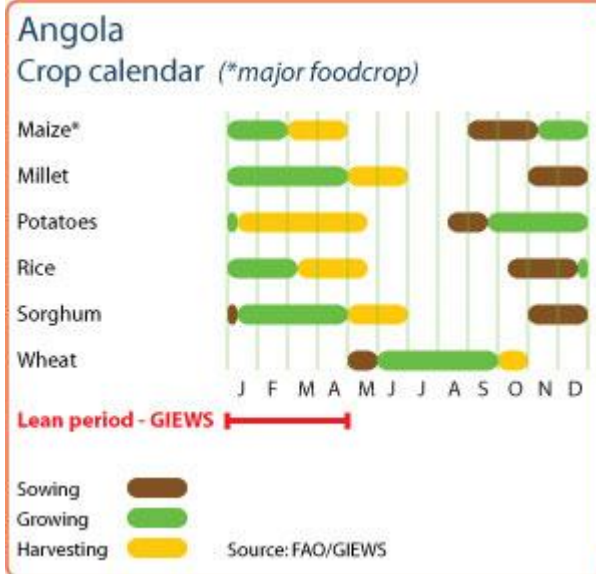 Angola
Crop calendar (*major foodcrop)
Maize*
Millet
Potatoes
Rice
Sorghum
Wheat
J F M A M J J A S O N D
Lean period - GIEWS
Sowing
Growing
Harvesting
Source: FAO/GIEWS